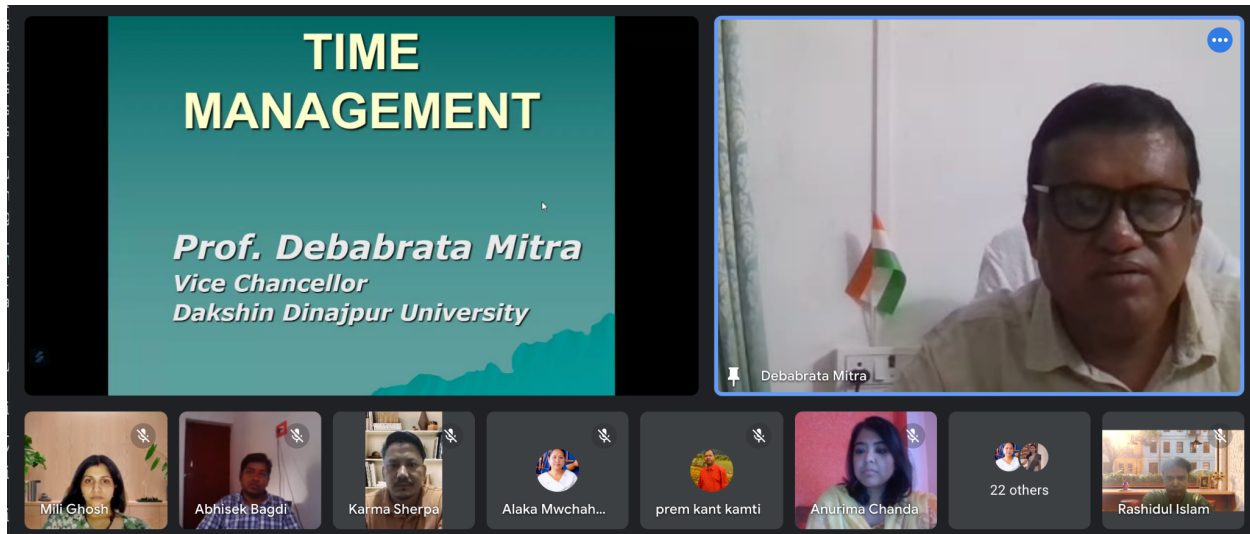 TIME
MANAGEMENT
Prof. Debabrata Mitra
Vice Chancellor
Dakshin Dinajpur University
Debabrata Mitra
Mili Ghosh
Abhisek Bagdi
Karma Sherpa
Alaka Mwchah...
prem kant kamti
Anurima Chanda
22 others
Rashidul Islam